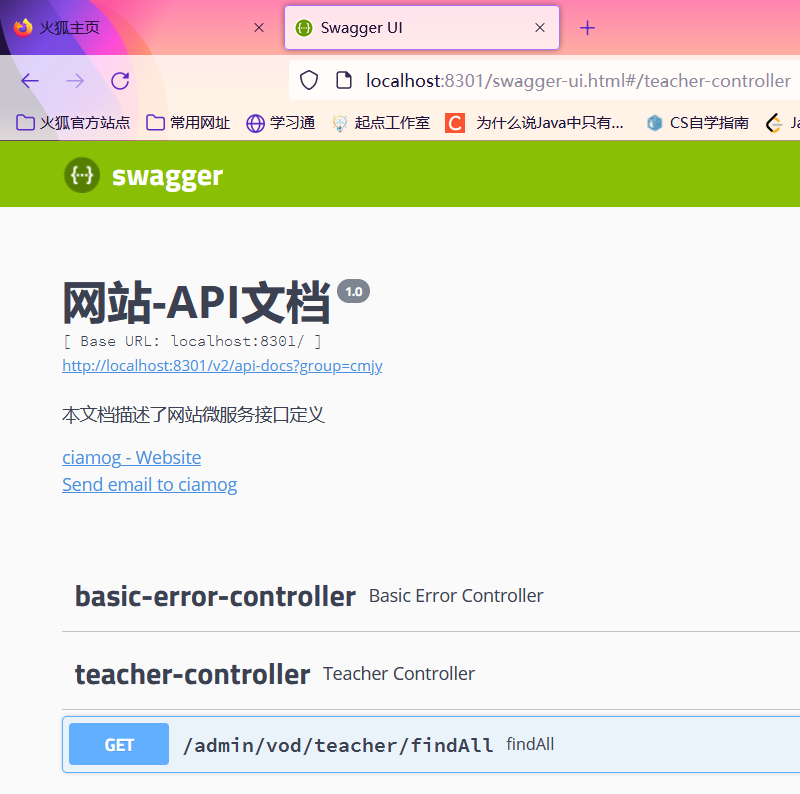 火狐主页
Swagger UI
localhost:8301/swagger-ui.html#/teacher-controller
火狐官方站点 常用网址 学习通 起点工作室 C 为什么说Java中只有... CS自学指南 Ja
{···} swagger
网站-API文档 1.0
[ Base URL: localhost:8301/ ]
http://localhost:8301/v2/api-docs?group=cmjy
本文档描述了网站微服务接口定义
ciamog - Website
Send email to ciamog
basic-error-controller Basic Error Controller
teacher-controller Teacher Controller
GET /admin/vod/teacher/findAll findAll